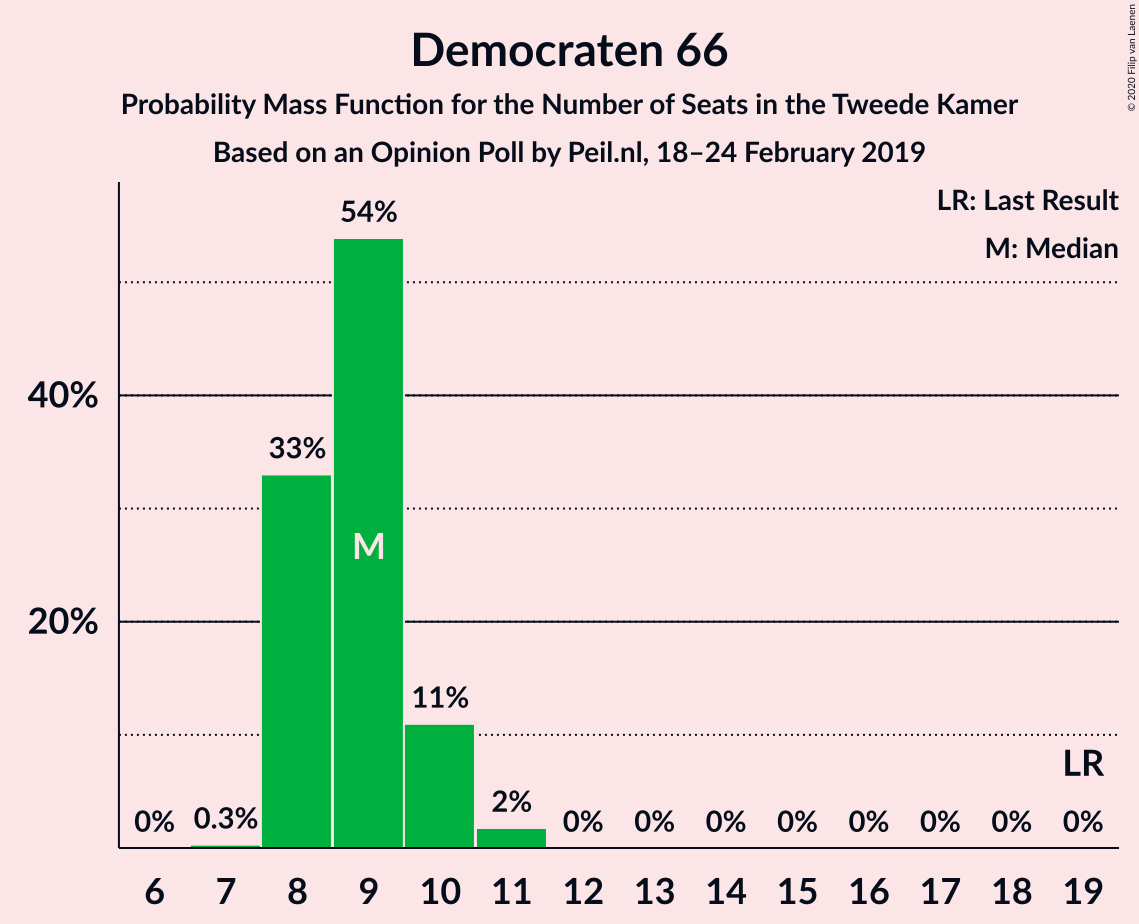 Democraten 66
Probability Mass Function for the Number of Seats in the Tweede Kamer
Based on an Opinion Poll by Peil.nl, 18–24 February 2019
© 2020 Filip van Laenen
LR: Last Result
M: Median
54%
40%
33%
M
20%
11%
LR
0% 0.3% 2% 0% 0% 0% 0% 0% 0% 0% 0%
6 7 8 9 10 11 12 13 14 15 16 17 18 19